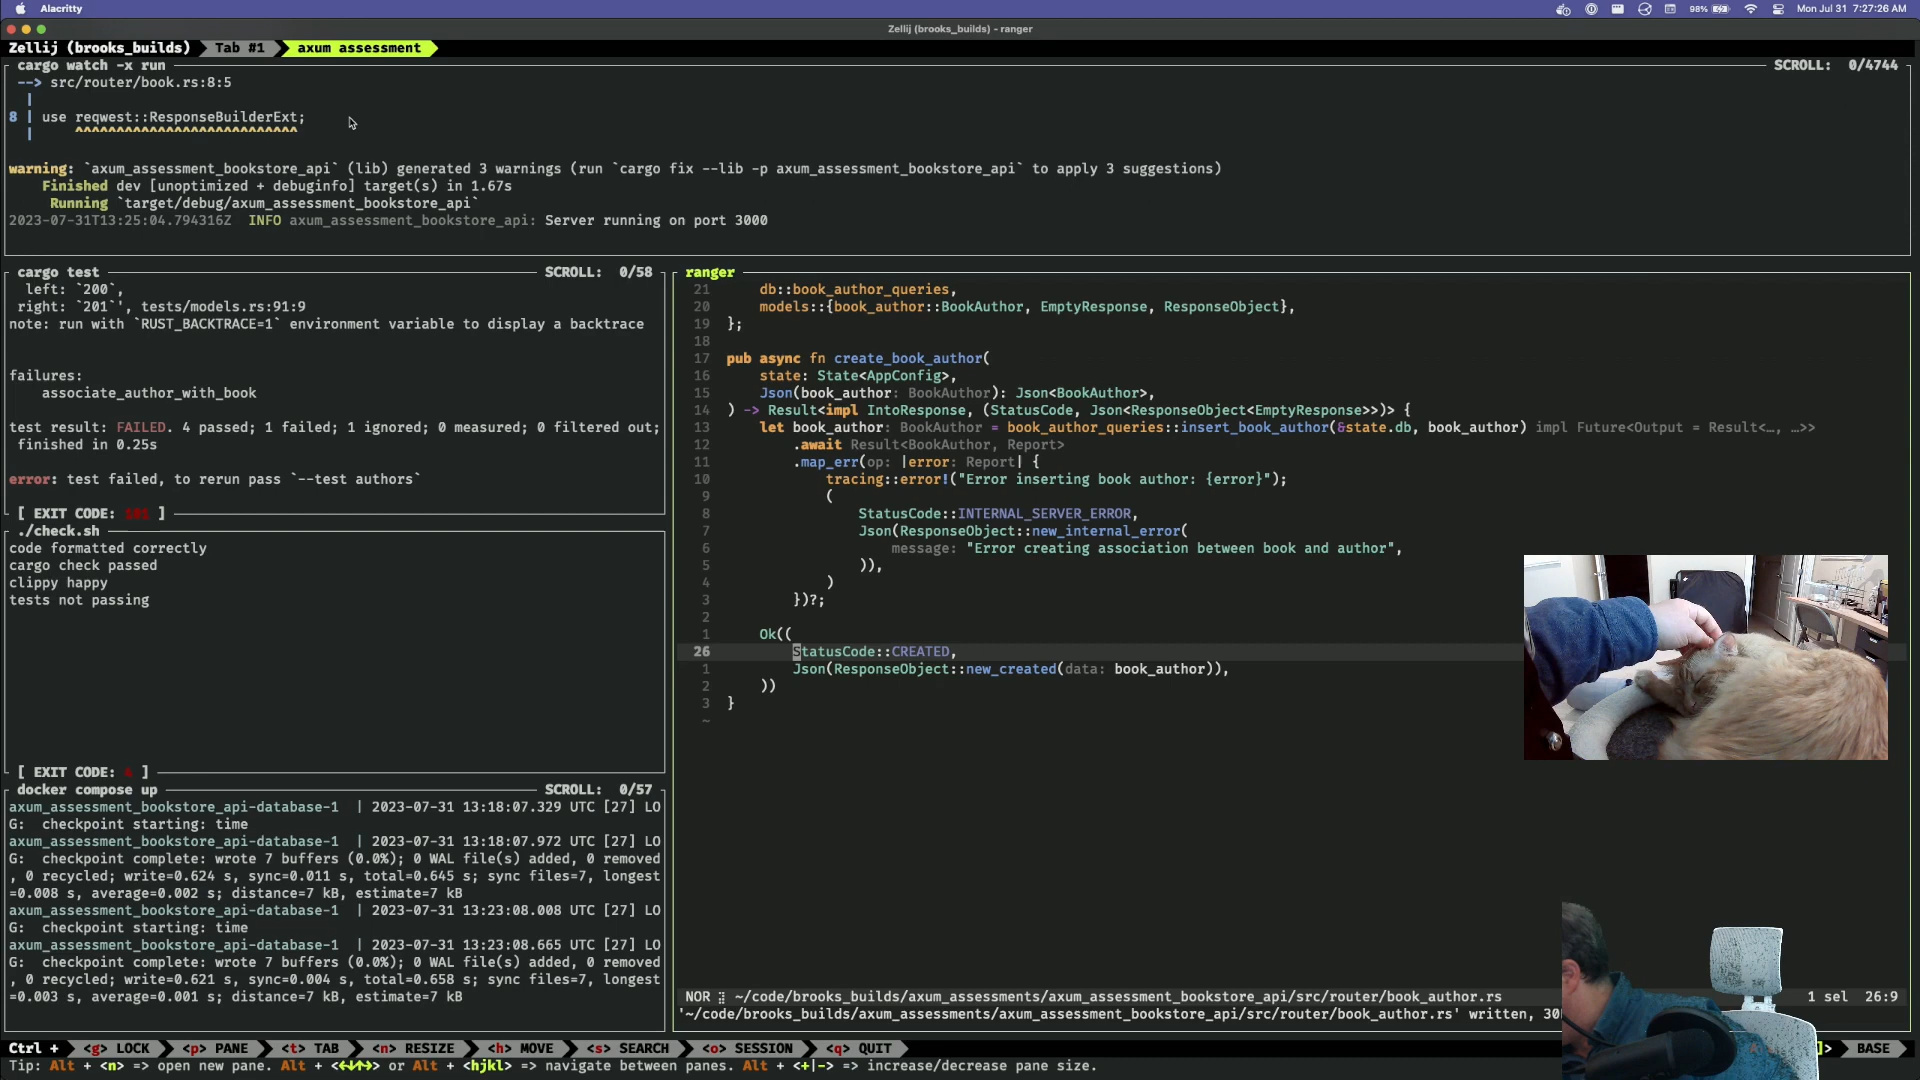 Alacritty
98%
Mon Jul 31 7:27:26 AM
Zellij (brooks_builds) - ranger
Zellij (brooks_builds) Tab #1 axum assessment
cargo watch -x run SCROLL: 0/4744
--> src/router/book.rs:8:5
|
8 | use reqwest::ResponseBuilderExt;
| ^^^^^^^^^^^^^^^^^^^^^^^^^^^
warning: `axum_assessment_bookstore_api` (lib) generated 3 warnings (run `cargo fix --lib -p axum_assessment_bookstore_api` to apply 3 suggestions)
Finished dev [unoptimized + debuginfo] target(s) in 1.67s
Running `target/debug/axum_assessment_bookstore_api`
2023-07-31T13:25:04.794316Z INFO axum_assessment_bookstore_api: Server running on port 3000
cargo test SCROLL: 0/58
left: `200`,
right: `201`', tests/models.rs:91:9
note: run with `RUST_BACKTRACE=1` environment variable to display a backtrace
failures:
associate_author_with_book
test result: FAILED. 4 passed; 1 failed; 1 ignored; 0 measured; 0 filtered out;
finished in 0.25s
error: test failed, to rerun pass `--test authors`
[ EXIT CODE: ]
./check.sh
code formatted correctly
cargo check passed
clippy happy
tests not passing
[ EXIT CODE: ]
docker compose up SCROLL: 0/57
axum_assessment_bookstore_api-database-1 | 2023-07-31 13:18:07.329 UTC [27] LO
G: checkpoint starting: time
axum_assessment_bookstore_api-database-1 | 2023-07-31 13:18:07.972 UTC [27] LO
G: checkpoint complete: wrote 7 buffers (0.0%); 0 WAL file(s) added, 0 removed
, 0 recycled; write=0.624 s, sync=0.011 s, total=0.645 s; sync files=7, longest
=0.008 s, average=0.002 s; distance=7 kB, estimate=7 kB
axum_assessment_bookstore_api-database-1 | 2023-07-31 13:23:08.008 UTC [27] LO
G: checkpoint starting: time
axum_assessment_bookstore_api-database-1 | 2023-07-31 13:23:08.665 UTC [27] LO
G: checkpoint complete: wrote 7 buffers (0.0%); 0 WAL file(s) added, 0 removed
, 0 recycled; write=0.621 s, sync=0.004 s, total=0.658 s; sync files=7, longest
=0.003 s, average=0.001 s; distance=7 kB, estimate=7 kB
ranger
21 db::book_author_queries,
20 models::{book_author::BookAuthor, EmptyResponse, ResponseObject},
19 };
18
17 pub async fn create_book_author(
16 state: State<AppConfig>,
15 Json(book_author: BookAuthor): Json<BookAuthor>,
14 ) -> Result<impl IntoResponse, (StatusCode, Json<ResponseObject<EmptyResponse>>)> {
13 let book_author: BookAuthor = book_author_queries::insert_book_author(&state.db, book_author) impl Future<Output = Result<…, …>>
12 .await Result<BookAuthor, Report>
11 .map_err(op: |error: Report| {
10 tracing::error!("Error inserting book author: {error}");
9 (
8 StatusCode::INTERNAL_SERVER_ERROR,
7 Json(ResponseObject::new_internal_error(
6 message: "Error creating association between book and author",
5 )),
4 )
3 })?;
2
1 Ok((
26 StatusCode::CREATED,
1 Json(ResponseObject::new_created(data: book_author)),
2 ))
3 }
~
NOR ~/code/brooks_builds/axum_assessments/axum_assessment_bookstore_api/src/router/book_author.rs 1 sel 26:9
'~/code/brooks_builds/axum_assessments/axum_assessment_bookstore_api/src/router/book_author.rs' written, 30
Ctrl + <g> LOCK <p> PANE <t> TAB <n> RESIZE <h> MOVE <s> SEARCH <o> SESSION <q> QUIT ]> BASE
Tip: Alt + <n> => open new pane. Alt + <←↓↑→> or Alt + <hjkl> => navigate between panes. Alt + <+|-> => increase/decrease pane size.